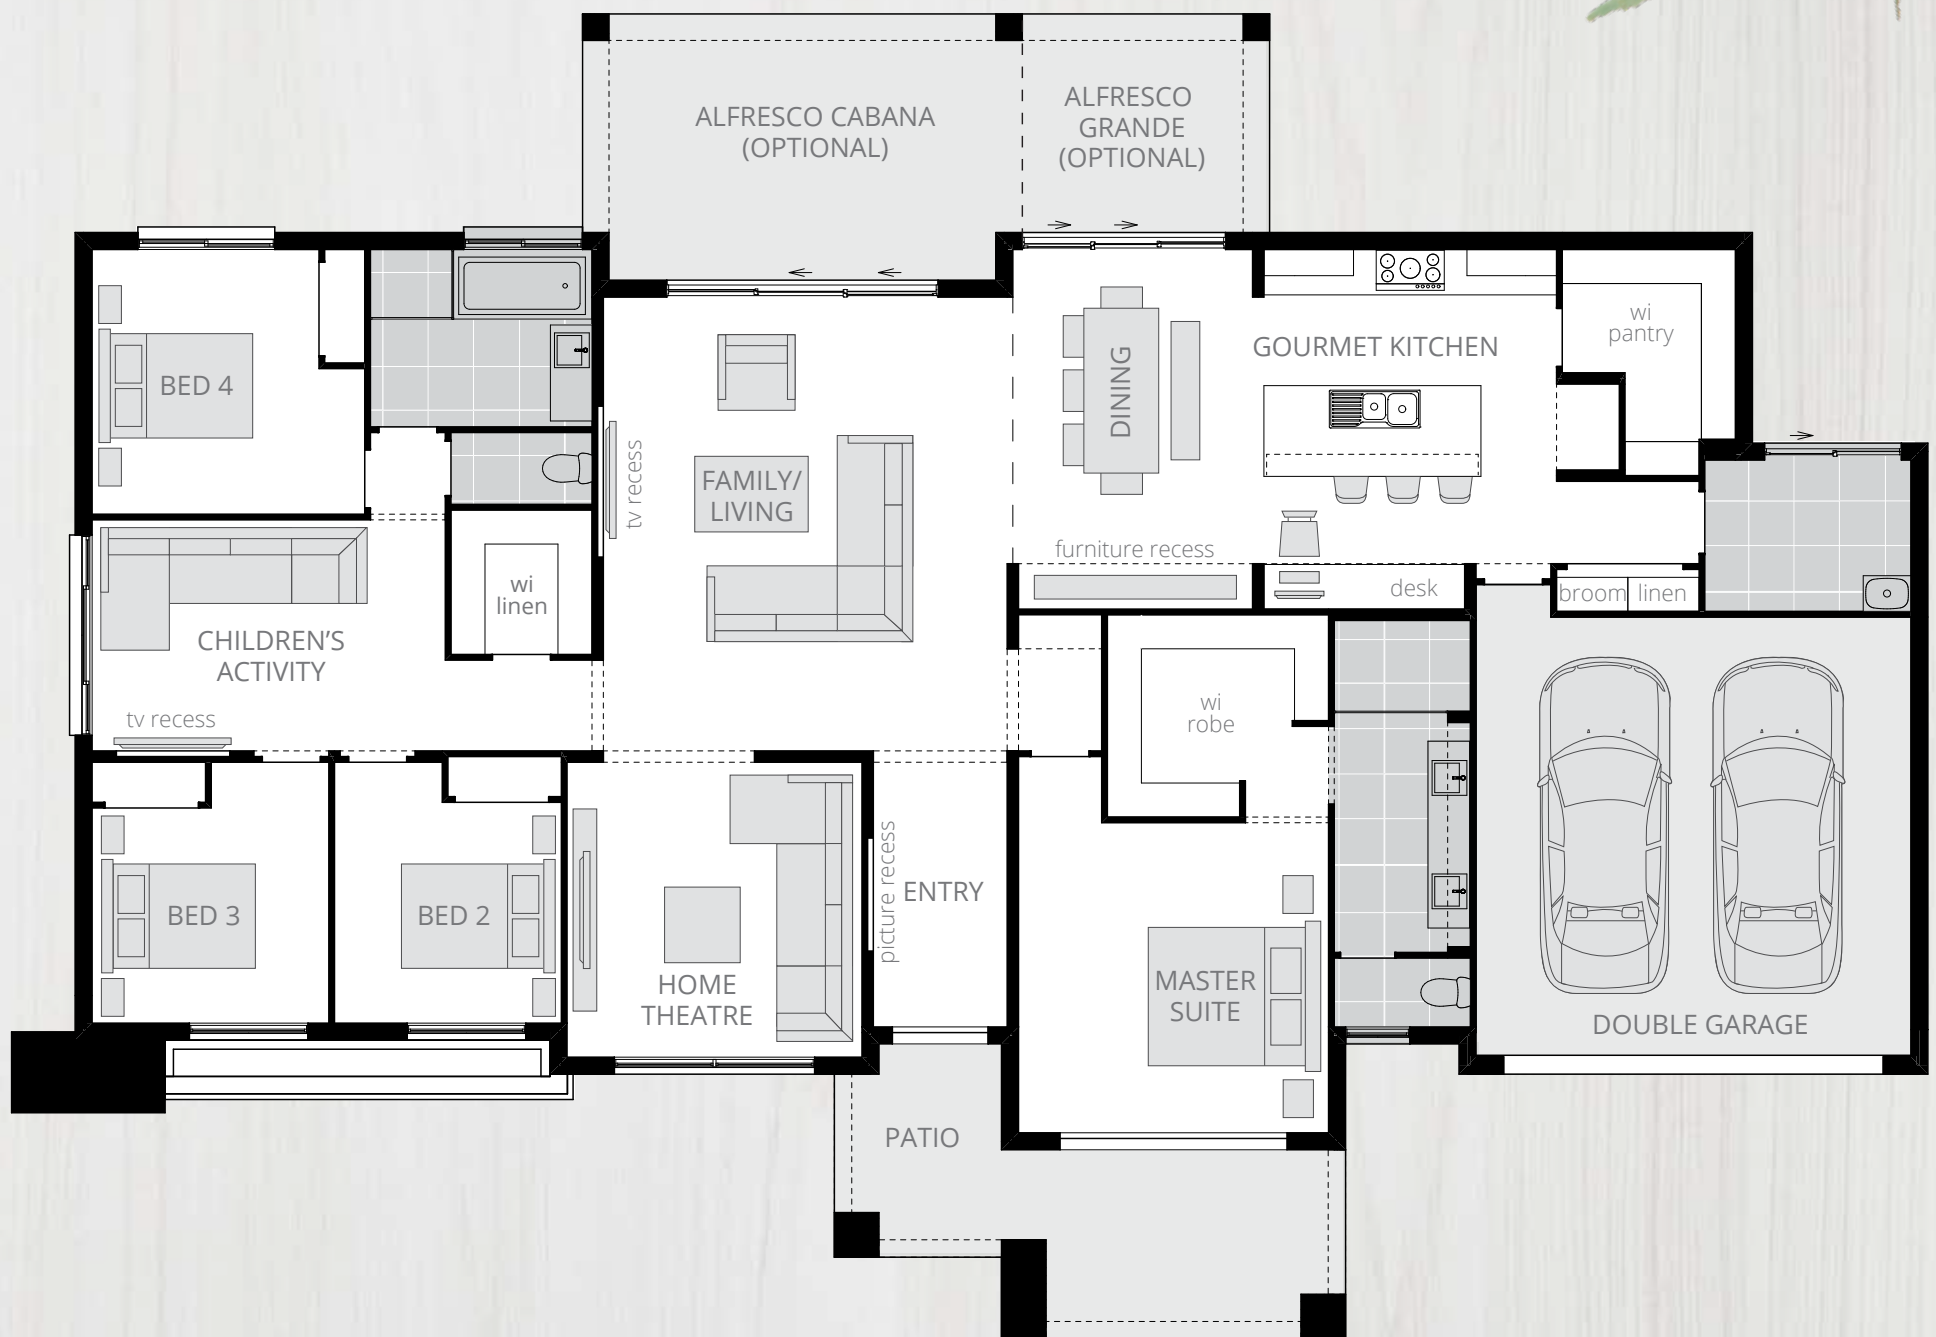 ALFRESCO CABANA
(OPTIONAL)
ALFRESCO
GRANDE
(OPTIONAL)
BED 4
tv recess
FAMILY/
LIVING
DINING
GOURMET KITCHEN
wi
pantry
furniture recess
desk
broom
linen
wi
linen
CHILDREN'S
ACTIVITY
tv recess
wi
robe
BED 3
BED 2
HOME
THEATRE
picture recess
ENTRY
MASTER
SUITE
DOUBLE GARAGE
PATIO